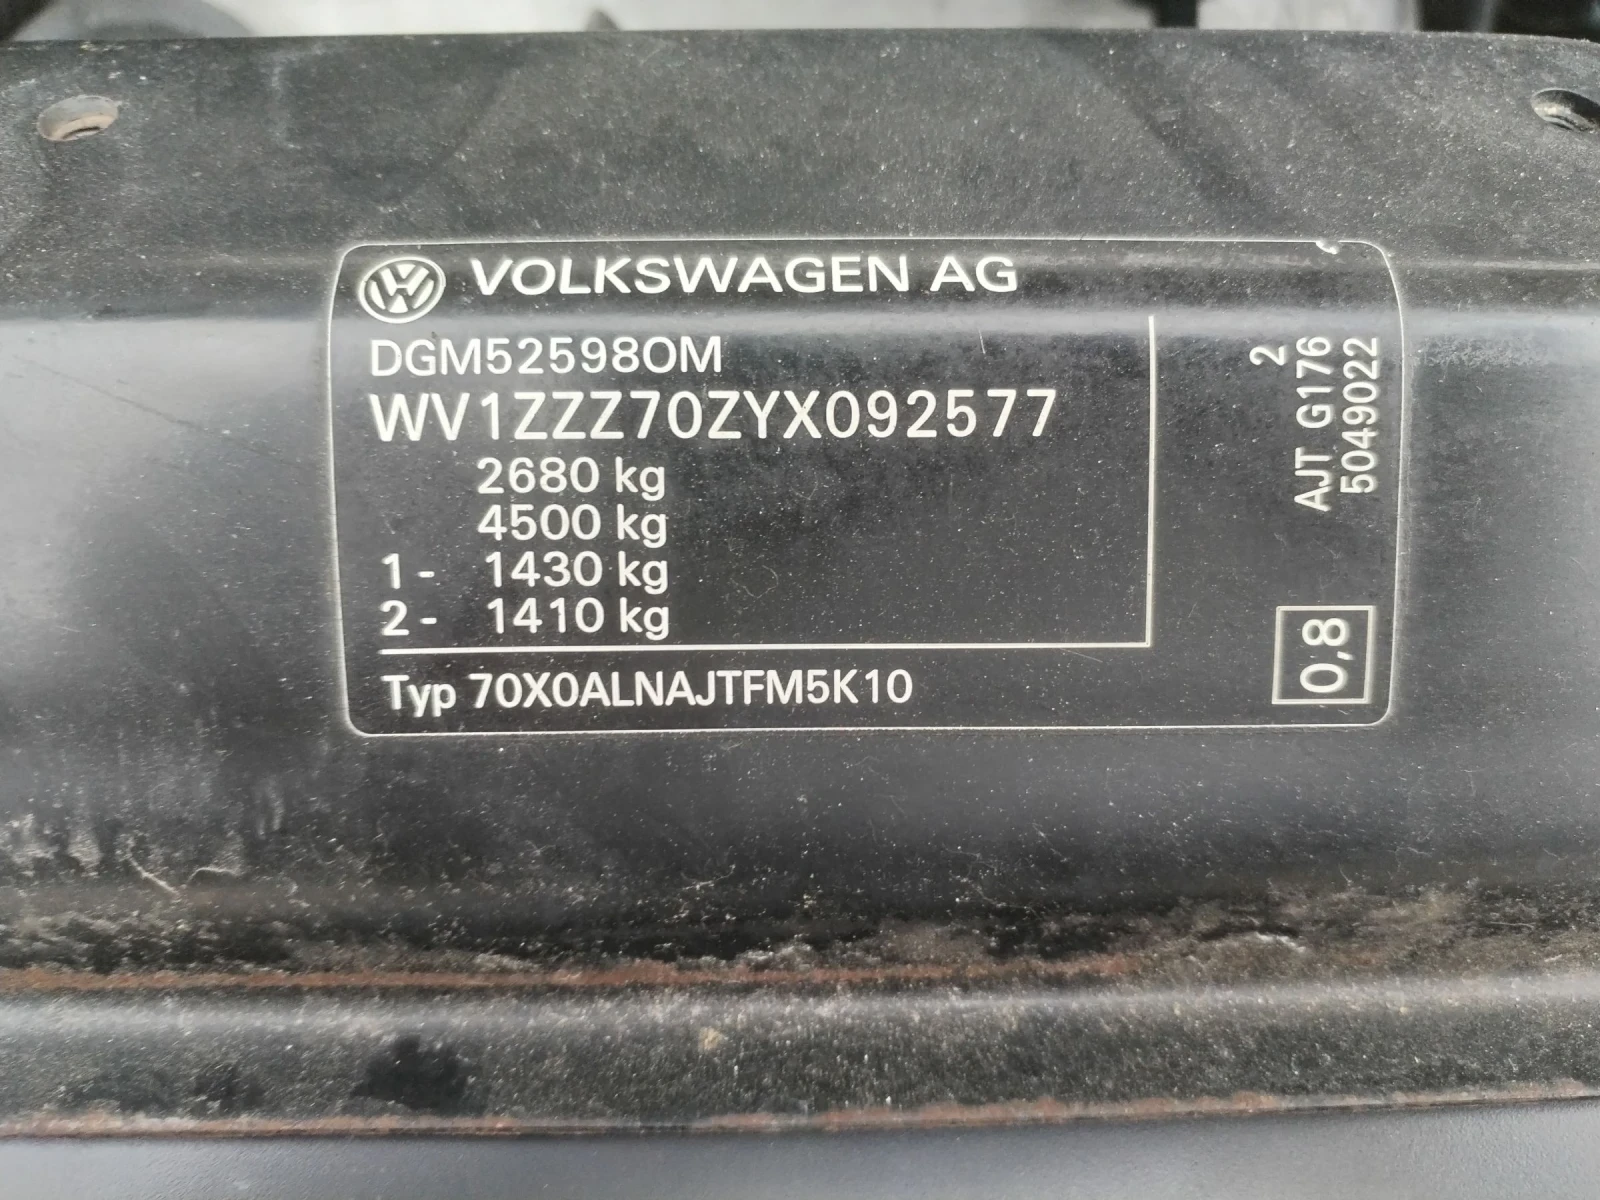 VOLKSWAGEN AG
DGM52598OM
WV1ZZZ70ZYX092577
2680 kg
4500 kg
1- 1430 kg
2- 1410 kg
Typ 70X0ALNAJTFM5K10
2
AJT G176
5049022
0,8